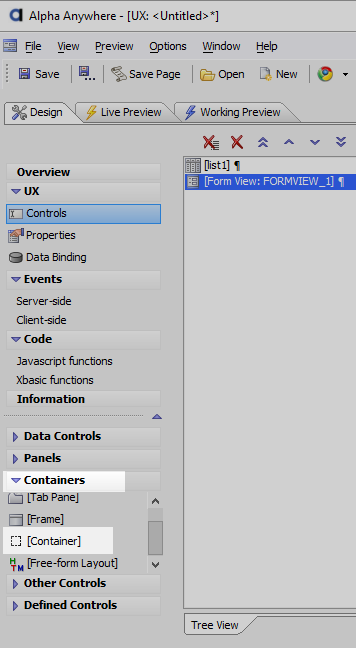 Alpha Anywhere - [UX: <Untitled>*]
File View Preview Options Window Help
Save Save Page Open New
Design Live Preview Working Preview
Overview
UX
Controls
Properties
Data Binding
Events
Server-side
Client-side
Code
Javascript functions
Xbasic functions
Information
Data Controls
Panels
Containers
[Tab Pane]
[Frame]
[Container]
[Free-form Layout]
Other Controls
Defined Controls
[list1] ¶
[Form View: FORMVIEW_1] ¶
Tree View